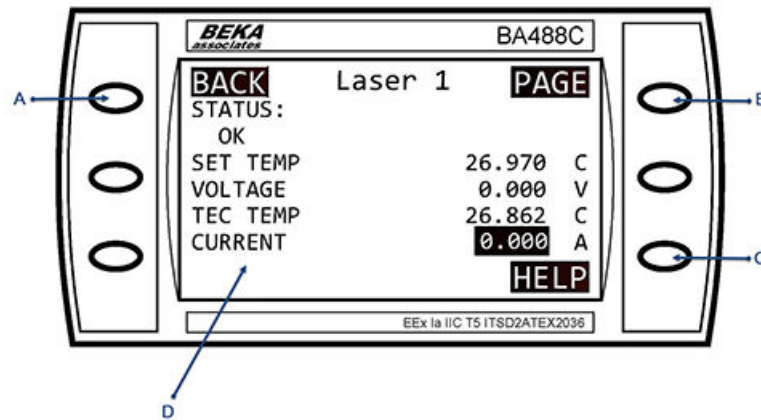 BEKA associates BA488C
BACK Laser 1 PAGE
STATUS:
OK
SET TEMP 26.970 C
VOLTAGE 0.000 V
TEC TEMP 26.862 C
CURRENT 0.000 A
HELP
EEx Ia IIC T5 ITSD2ATEX2036
A
D